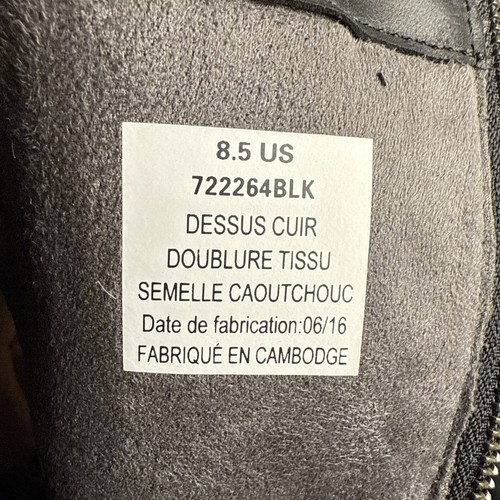 8.5 US
722264BLK
DESSUS CUIR
DOUBLURE TISSU
SEMELLE CAOUTCHOUC
Date de fabrication:06/16
FABRIQUÉ EN CAMBODGE